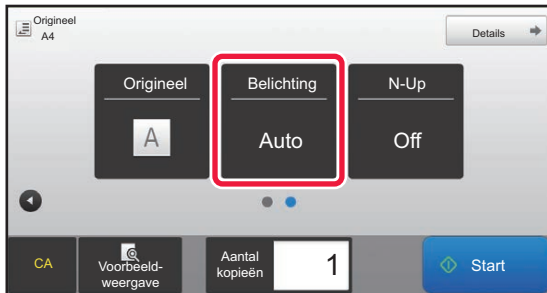 Origineel
A4
Details
Origineel
Belichting
N-Up
A
Auto
Off
CA
Voorbeeld-
weergave
Aantal
kopieën
1
Start